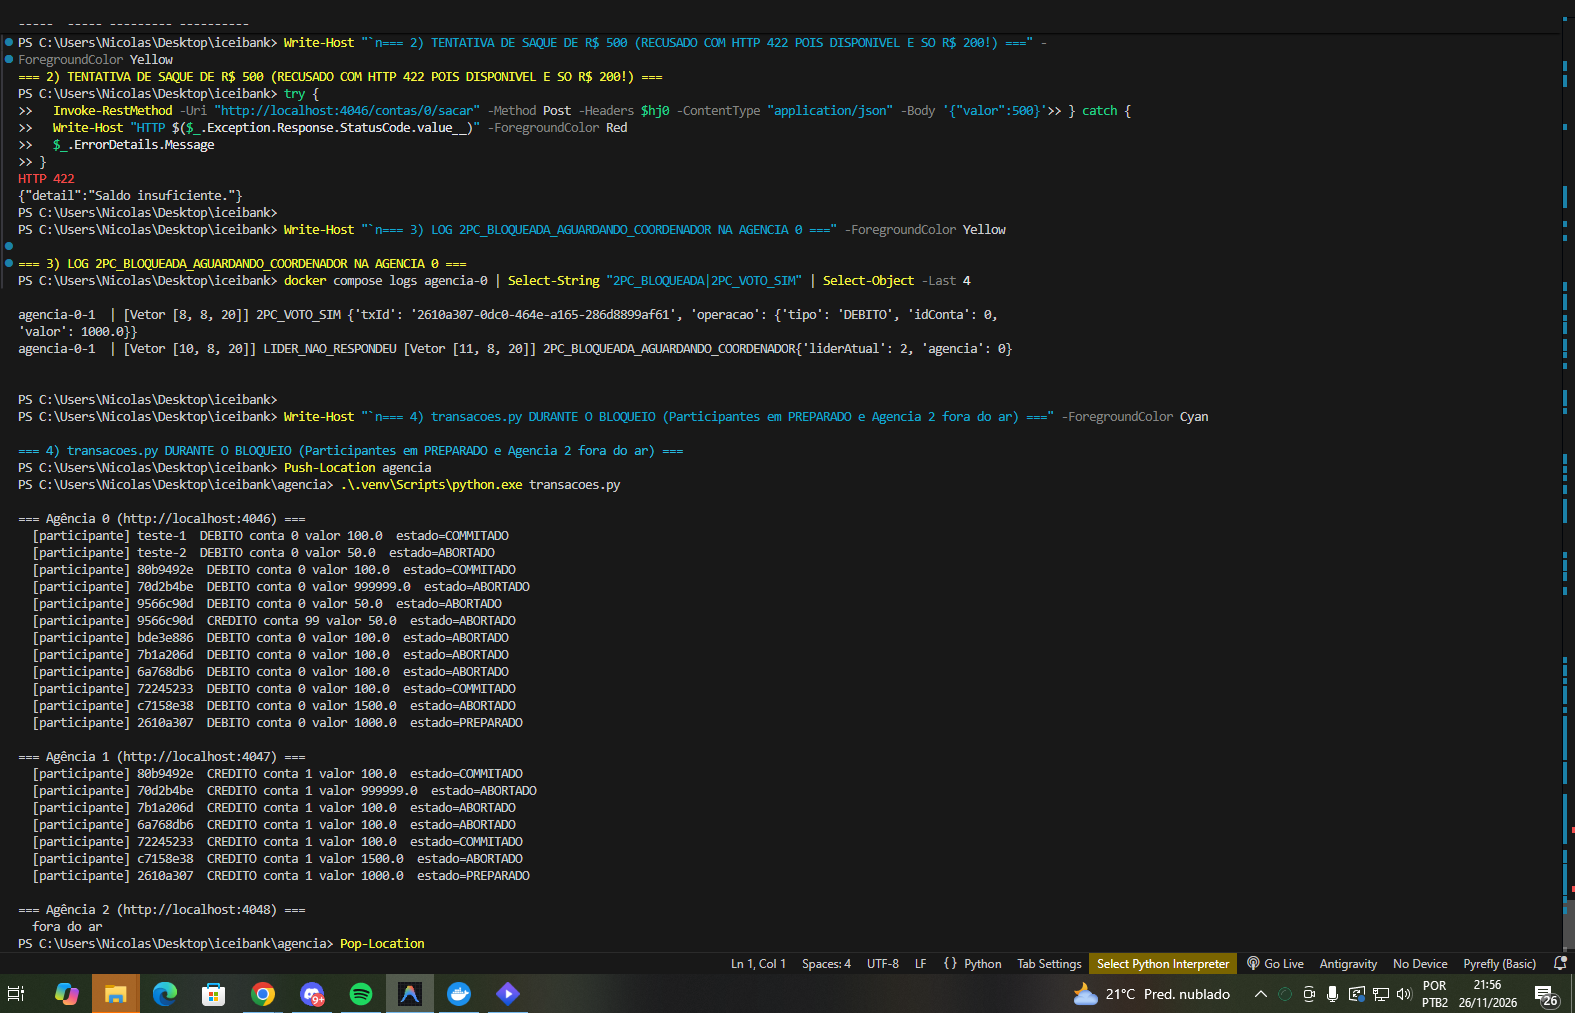 -----  ----- --------- ----------
PS C:\Users\Nicolas\Desktop\iceibank> Write-Host "`n=== 2) TENTATIVA DE SAQUE DE R$ 500 (RECUSADO COM HTTP 422 POIS DISPONIVEL E SO R$ 200!) ===" -
ForegroundColor Yellow
=== 2) TENTATIVA DE SAQUE DE R$ 500 (RECUSADO COM HTTP 422 POIS DISPONIVEL E SO R$ 200!) ===
PS C:\Users\Nicolas\Desktop\iceibank> try {
>>   Invoke-RestMethod -Uri "http://localhost:4046/contas/0/sacar" -Method Post -Headers $hj0 -ContentType "application/json" -Body '{"valor":500}'>> } catch {
>>   Write-Host "HTTP $($_.Exception.Response.StatusCode.value__)" -ForegroundColor Red
>>   $_.ErrorDetails.Message
>> }
HTTP 422
{"detail":"Saldo insuficiente."}
PS C:\Users\Nicolas\Desktop\iceibank>
PS C:\Users\Nicolas\Desktop\iceibank> Write-Host "`n=== 3) LOG 2PC_BLOQUEADA_AGUARDANDO_COORDENADOR NA AGENCIA 0 ===" -ForegroundColor Yellow
=== 3) LOG 2PC_BLOQUEADA_AGUARDANDO_COORDENADOR NA AGENCIA 0 ===
PS C:\Users\Nicolas\Desktop\iceibank> docker compose logs agencia-0 | Select-String "2PC_BLOQUEADA|2PC_VOTO_SIM" | Select-Object -Last 4
agencia-0-1  | [Vetor [8, 8, 20]] 2PC_VOTO_SIM {'txId': '2610a307-0dc0-464e-a165-286d8899af61', 'operacao': {'tipo': 'DEBITO', 'idConta': 0,
'valor': 1000.0}}
agencia-0-1  | [Vetor [10, 8, 20]] LIDER_NAO_RESPONDEU [Vetor [11, 8, 20]] 2PC_BLOQUEADA_AGUARDANDO_COORDENADOR{'liderAtual': 2, 'agencia': 0}
PS C:\Users\Nicolas\Desktop\iceibank>
PS C:\Users\Nicolas\Desktop\iceibank> Write-Host "`n=== 4) transacoes.py DURANTE O BLOQUEIO (Participantes em PREPARADO e Agencia 2 fora do ar) ===" -ForegroundColor Cyan
=== 4) transacoes.py DURANTE O BLOQUEIO (Participantes em PREPARADO e Agencia 2 fora do ar) ===
PS C:\Users\Nicolas\Desktop\iceibank> Push-Location agencia
PS C:\Users\Nicolas\Desktop\iceibank\agencia> .\.venv\Scripts\python.exe transacoes.py
=== Agência 0 (http://localhost:4046) ===
  [participante] teste-1  DEBITO conta 0 valor 100.0  estado=COMMITADO
  [participante] teste-2  DEBITO conta 0 valor 50.0  estado=ABORTADO
  [participante] 80b9492e  DEBITO conta 0 valor 100.0  estado=COMMITADO
  [participante] 70d2b4be  DEBITO conta 0 valor 999999.0  estado=ABORTADO
  [participante] 9566c90d  DEBITO conta 0 valor 50.0  estado=ABORTADO
  [participante] 9566c90d  CREDITO conta 99 valor 50.0  estado=ABORTADO
  [participante] bde3e886  DEBITO conta 0 valor 100.0  estado=ABORTADO
  [participante] 7b1a206d  DEBITO conta 0 valor 100.0  estado=ABORTADO
  [participante] 6a768db6  DEBITO conta 0 valor 100.0  estado=ABORTADO
  [participante] 72245233  DEBITO conta 0 valor 100.0  estado=COMMITADO
  [participante] c7158e38  DEBITO conta 0 valor 1500.0  estado=ABORTADO
  [participante] 2610a307  DEBITO conta 0 valor 1000.0  estado=PREPARADO
=== Agência 1 (http://localhost:4047) ===
  [participante] 80b9492e  CREDITO conta 1 valor 100.0  estado=COMMITADO
  [participante] 70d2b4be  CREDITO conta 1 valor 999999.0  estado=ABORTADO
  [participante] 7b1a206d  CREDITO conta 1 valor 100.0  estado=ABORTADO
  [participante] 6a768db6  CREDITO conta 1 valor 100.0  estado=ABORTADO
  [participante] 72245233  CREDITO conta 1 valor 100.0  estado=COMMITADO
  [participante] c7158e38  CREDITO conta 1 valor 1500.0  estado=ABORTADO
  [participante] 2610a307  CREDITO conta 1 valor 1000.0  estado=PREPARADO
=== Agência 2 (http://localhost:4048) ===
  fora do ar
PS C:\Users\Nicolas\Desktop\iceibank\agencia> Pop-Location
Ln 1, Col 1  Spaces: 4  UTF-8  LF  {} Python  Tab Settings  Select Python Interpreter  Go Live  Antigravity  No Device  Pyrefly (Basic)
9+  21°C  Pred. nublado  POR  21:56
PTB2  26/11/2026  26